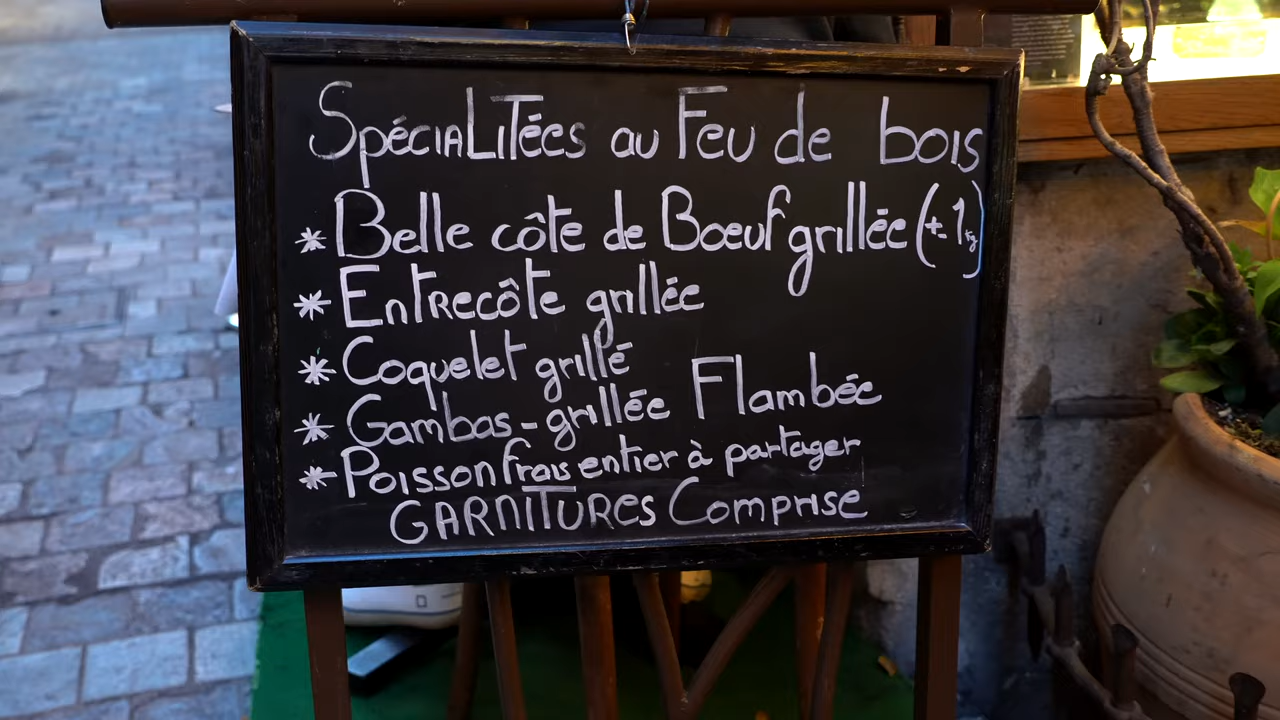 SpéciaLiTées au Feu de bois
* Belle côte de Boeuf grillée (+- 1 kg)
* Entrecôte grillée
* Coquelet grillé
* Gambas - grillée Flambée
* Poisson frais entier à partager
GARNITURES Comprise